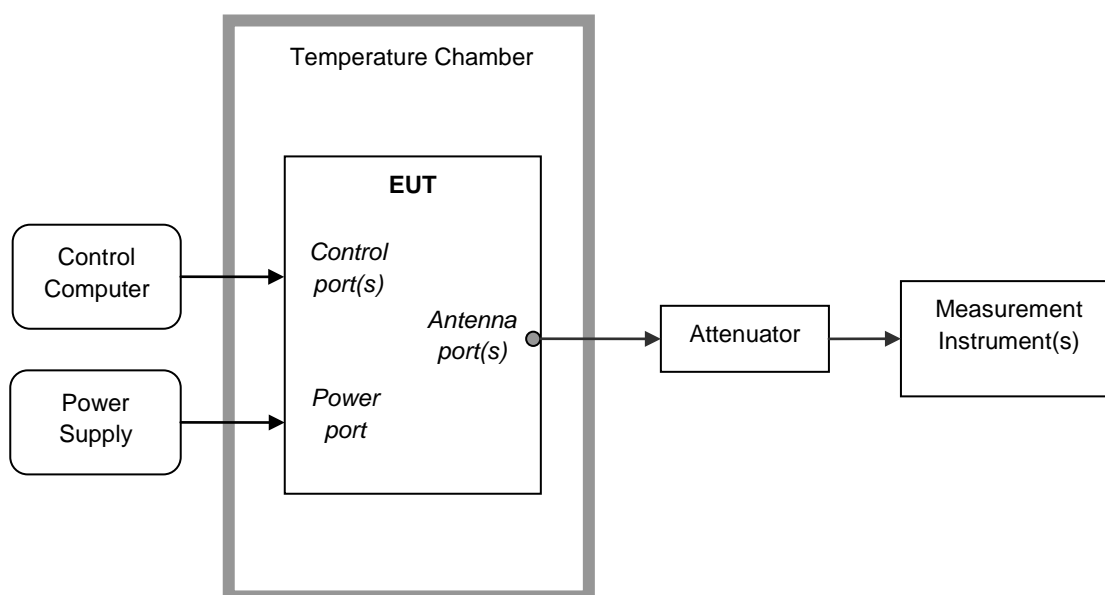 Temperature Chamber
EUT
Control
Computer
Control
port(s)
Antenna
port(s)
Attenuator
Measurement
Instrument(s)
Power
Supply
Power
port